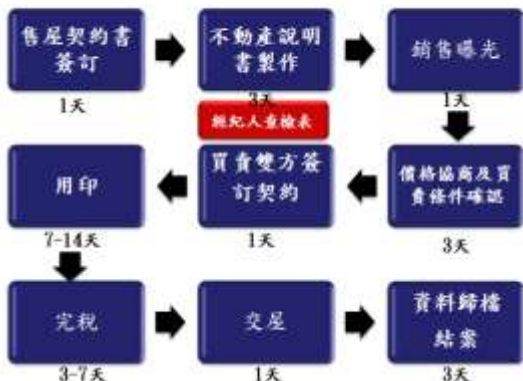 售屋契約書
簽訂
1天
不動產說明
書製作
3天
銷售曝光
1天
經紀人查檢表
價格協商及買
賣條件確認
3天
買賣雙方簽
訂契約
1天
用印
7-14天
完稅
3-7天
交屋
1天
資料歸檔
結案
3天